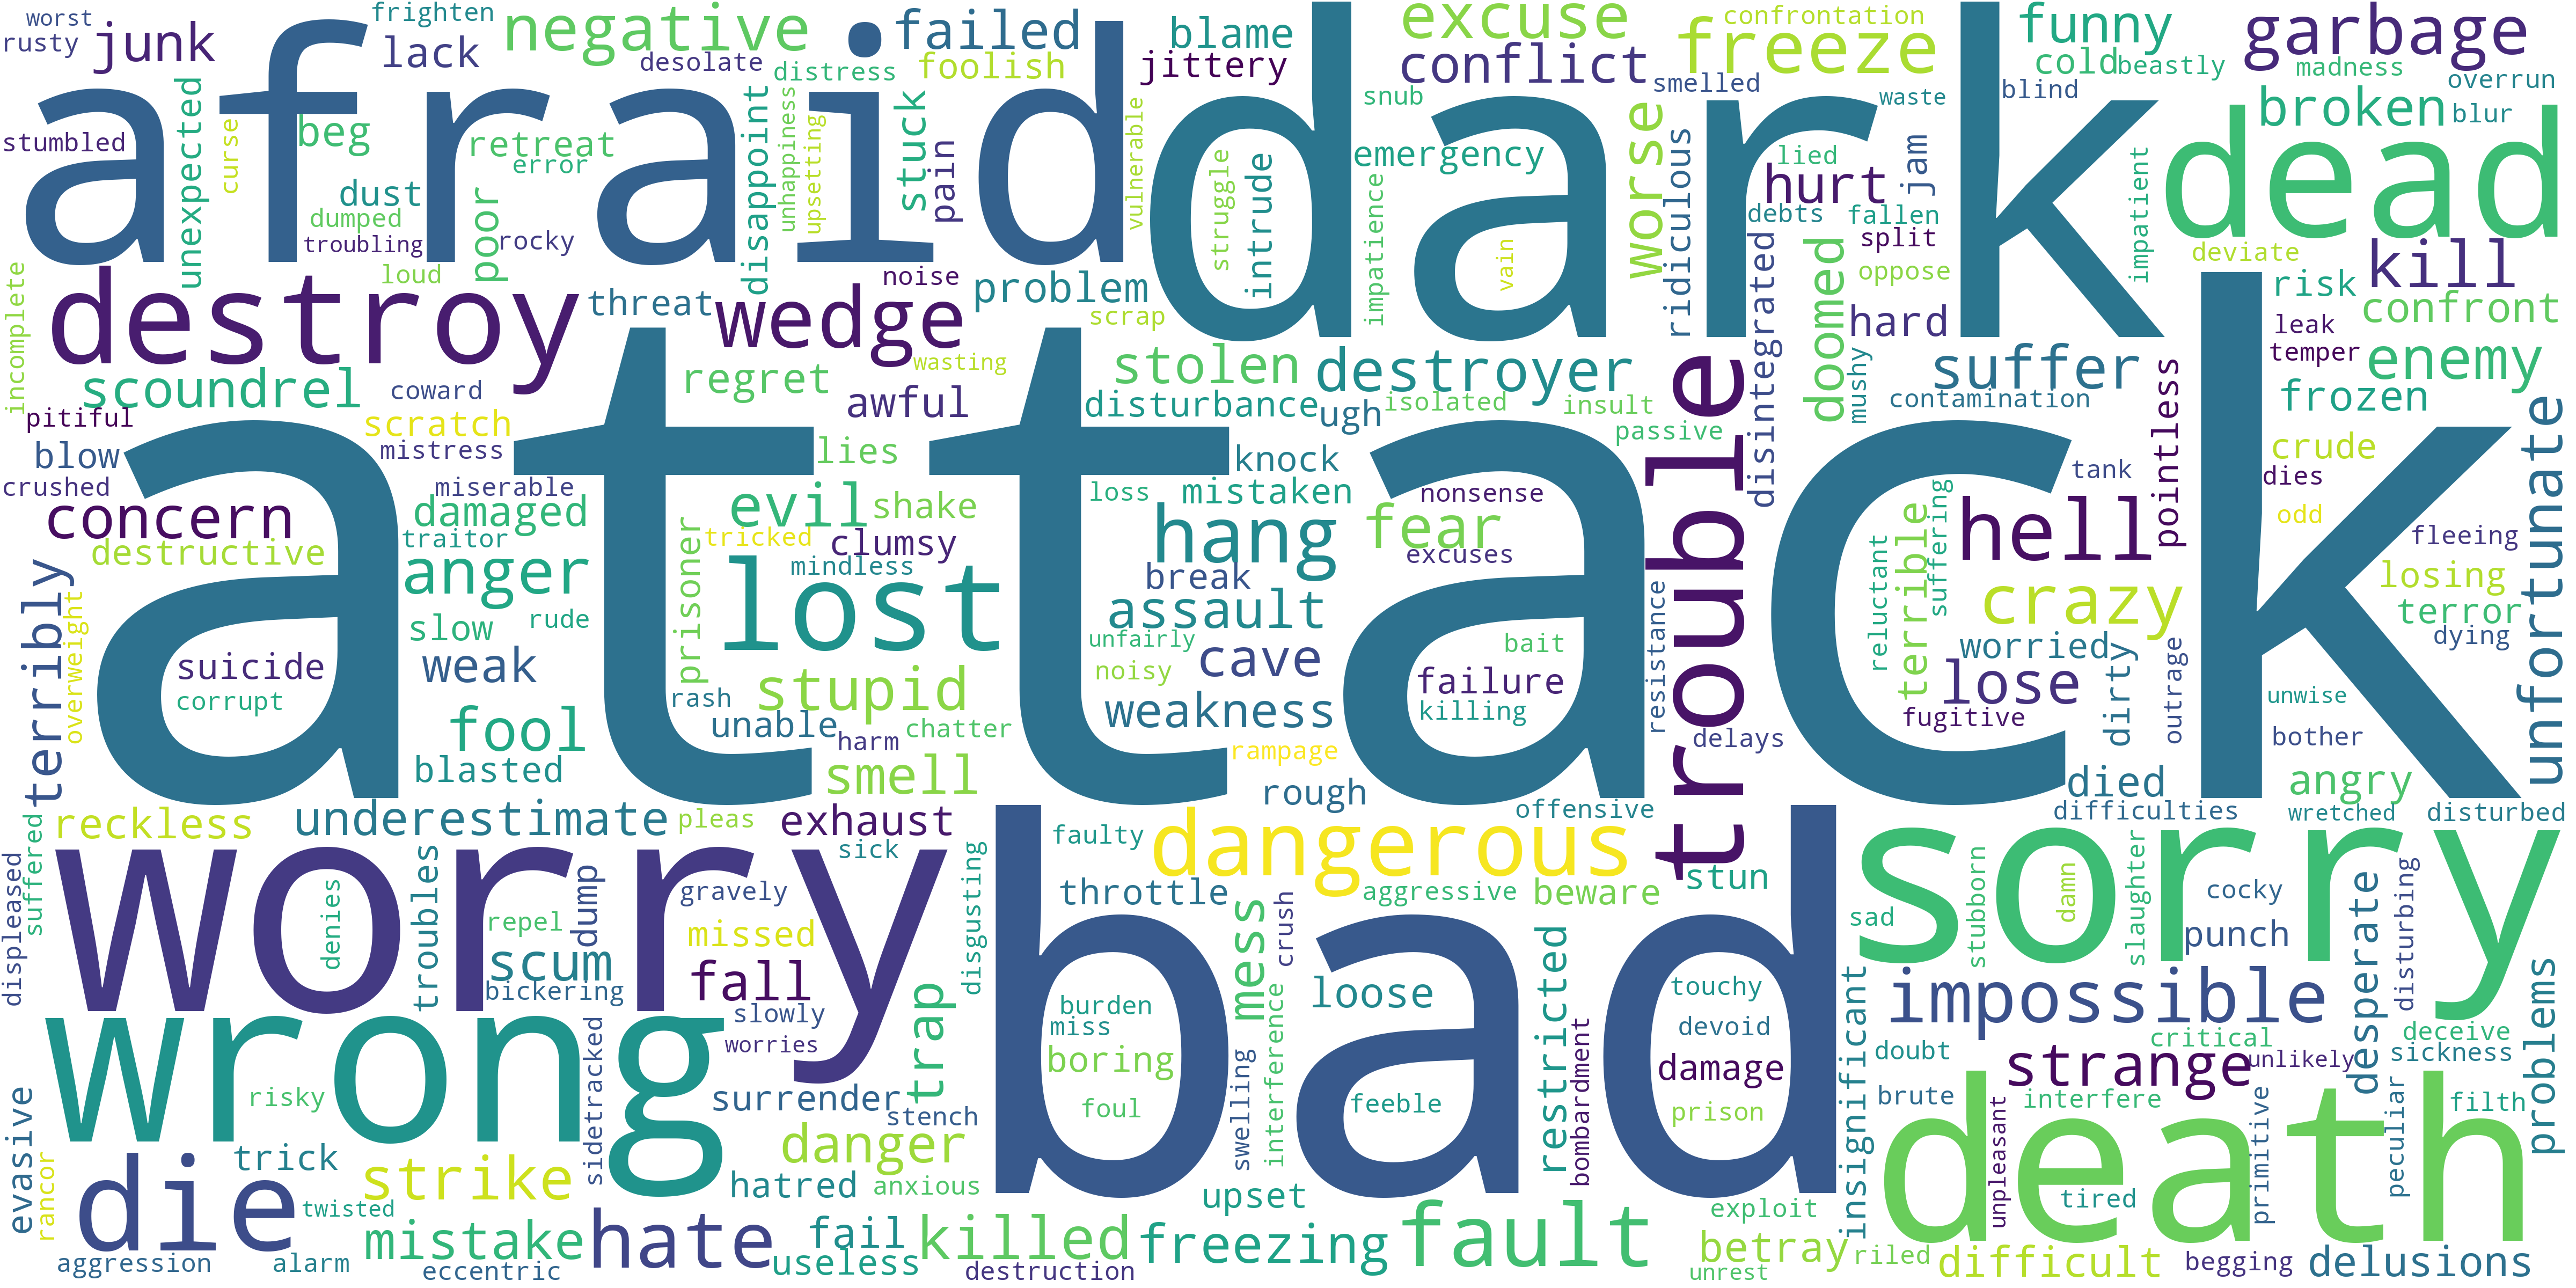 worst
rusty
junk
frighten
lack
negative
desolate
distress
failed
foolish
blame
jittery
excuse
conflict
confrontation
freeze
smelled
funny
cold
beastly
garbage
madness
overrun
afraid
dark
dead
stumbled
unexpected
curse
beg
retreat
error
dust
dumped
troubling
poor
rocky
loud
disappoint
unhappiness
upsetting
stuck
pain
vulnerable
snub
emergency
struggle
intrude
impatience
vain
worse
ridiculous
waste
blind
lied
jam
hurt
debts
fallen
split
oppose
impatient
broken
blur
deviate
kill
risk
confront
leak
temper
enemy
frozen
incomplete
destroy
threat
wedge
noise
problem
scrap
wasting
scoundrel
coward
regret
awful
stolen
destroyer
disturbance
ugh
isolated
insult
passive
trouble
disintegrated
doomed
hard
mushy
suffer
contamination
pointless
pitiful
scratch
mistress
blow
crushed
miserable
lies
knock
attack
concern
destructive
damaged
traitor
anger
evil
shake
tricked
clumsy
mindless
prisoner
loss
mistaken
hang
fear
nonsense
excuses
break
assault
tank
hell
crude
dies
odd
fleeing
losing
terror
dying
unfortunate
terribly
overweight
suicide
corrupt
slow
rude
weak
lost
rash
stupid
unable
harm
chatter
fool
blasted
smell
unfairly
noisy
cave
weakness
rampage
rough
bait
failure
killing
resistance
delays
reluctant
terrible
suffering
crazy
worried
lose
fugitive
dirty
outrage
unwise
bother
died
angry
difficulties
wretched
disturbed
reckless
underestimate
pleas
exhaust
sick
faulty
dangerous
offensive
throttle
aggressive
beware
stun
worry
bad
sorry
displeased
suffered
denies
troubles
repel
dump
scum
bickering
gravely
missed
fall
slowly
worries
trap
disgusting
mess
crush
loose
restricted
sad
stubborn
damn
slaughter
cocky
punch
desperate
disturbing
problems
wrong
risky
sidetracked
surrender
stench
burden
miss
boring
foul
swelling
interference
feeble
bombardment
touchy
devoid
damage
prison
insignificant
impossible
doubt
critical
strange
unlikely
deceive
sickness
brute
interfere
filth
death
unpleasant
tired
primitive
peculiar
evasive
rancor
die
trick
twisted
strike
danger
hatred
anxious
upset
aggression
alarm
mistake
eccentric
hate
fail
useless
killed
destruction
freezing
fault
exploit
betray
riled
unrest
difficult
begging
delusions